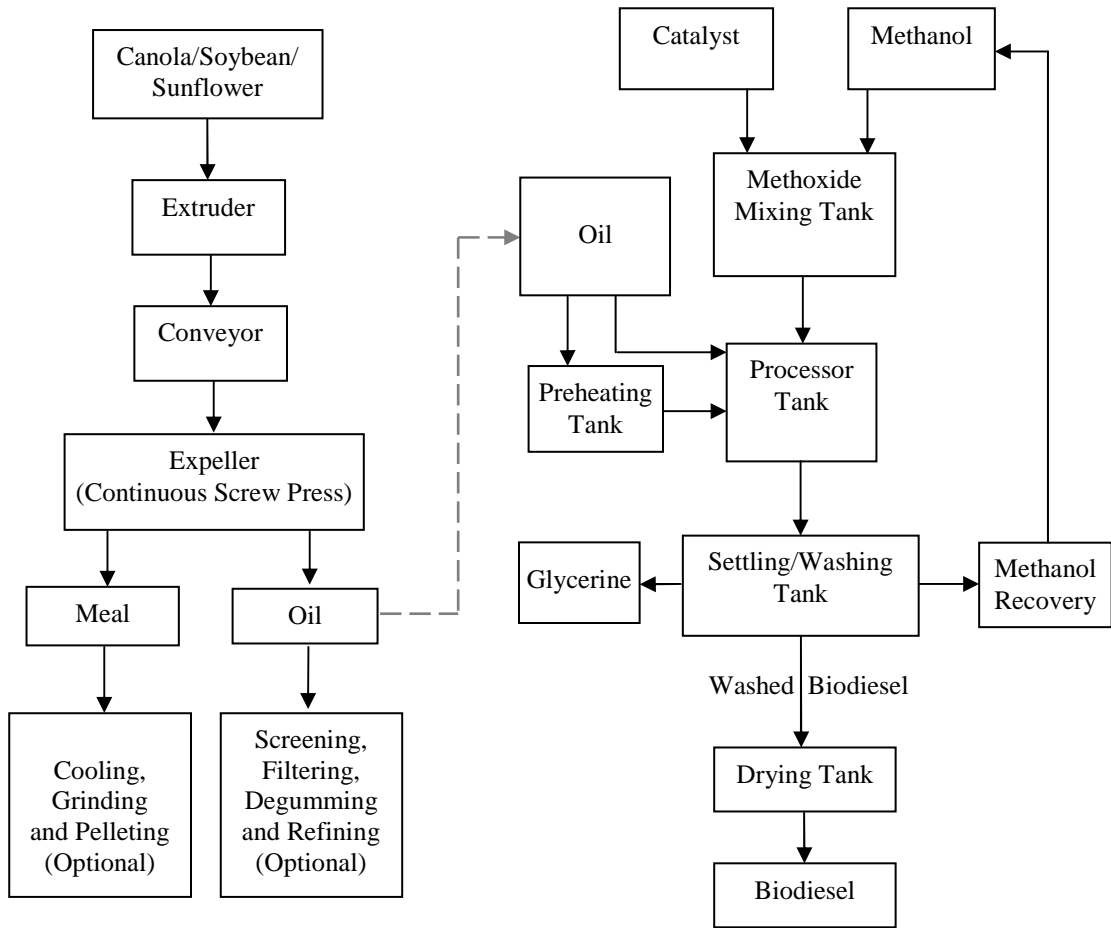 Canola/Soybean/
Sunflower
Extruder
Conveyor
Expeller
(Continuous Screw Press)
Meal
Oil
Cooling,
Grinding
and Pelleting
(Optional)
Screening,
Filtering,
Degumming
and Refining
(Optional)
Catalyst
Methanol
Methoxide
Mixing Tank
Oil
Preheating
Tank
Processor
Tank
Glycerine
Settling/Washing
Tank
Methanol
Recovery
Washed Biodiesel
Drying Tank
Biodiesel